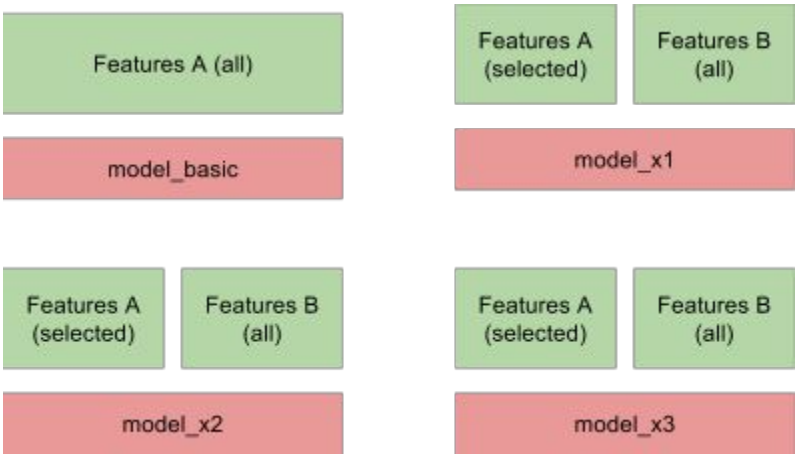 Features A (all)
model_basic
Features A
(selected)
Features B
(all)
model_x1
Features A
(selected)
Features B
(all)
model_x2
Features A
(selected)
Features B
(all)
model_x3